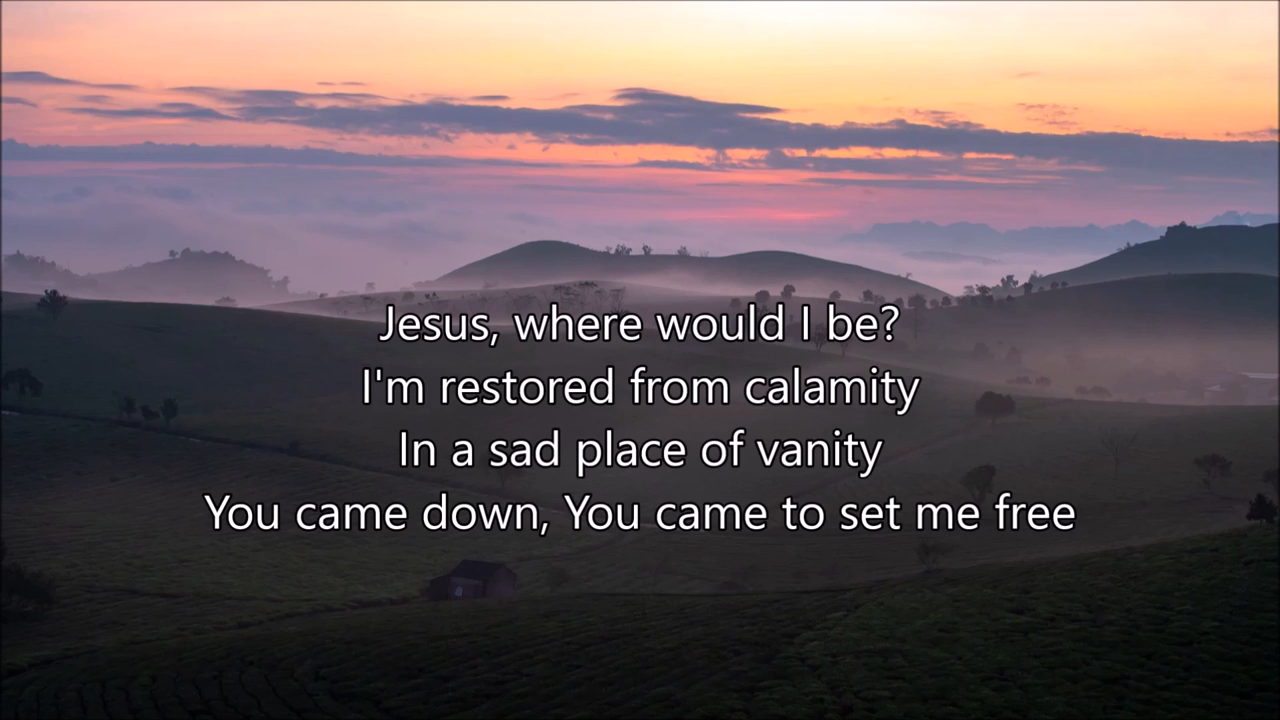 Jesus, where would I be?
I'm restored from calamity
In a sad place of vanity
You came down, You came to set me free